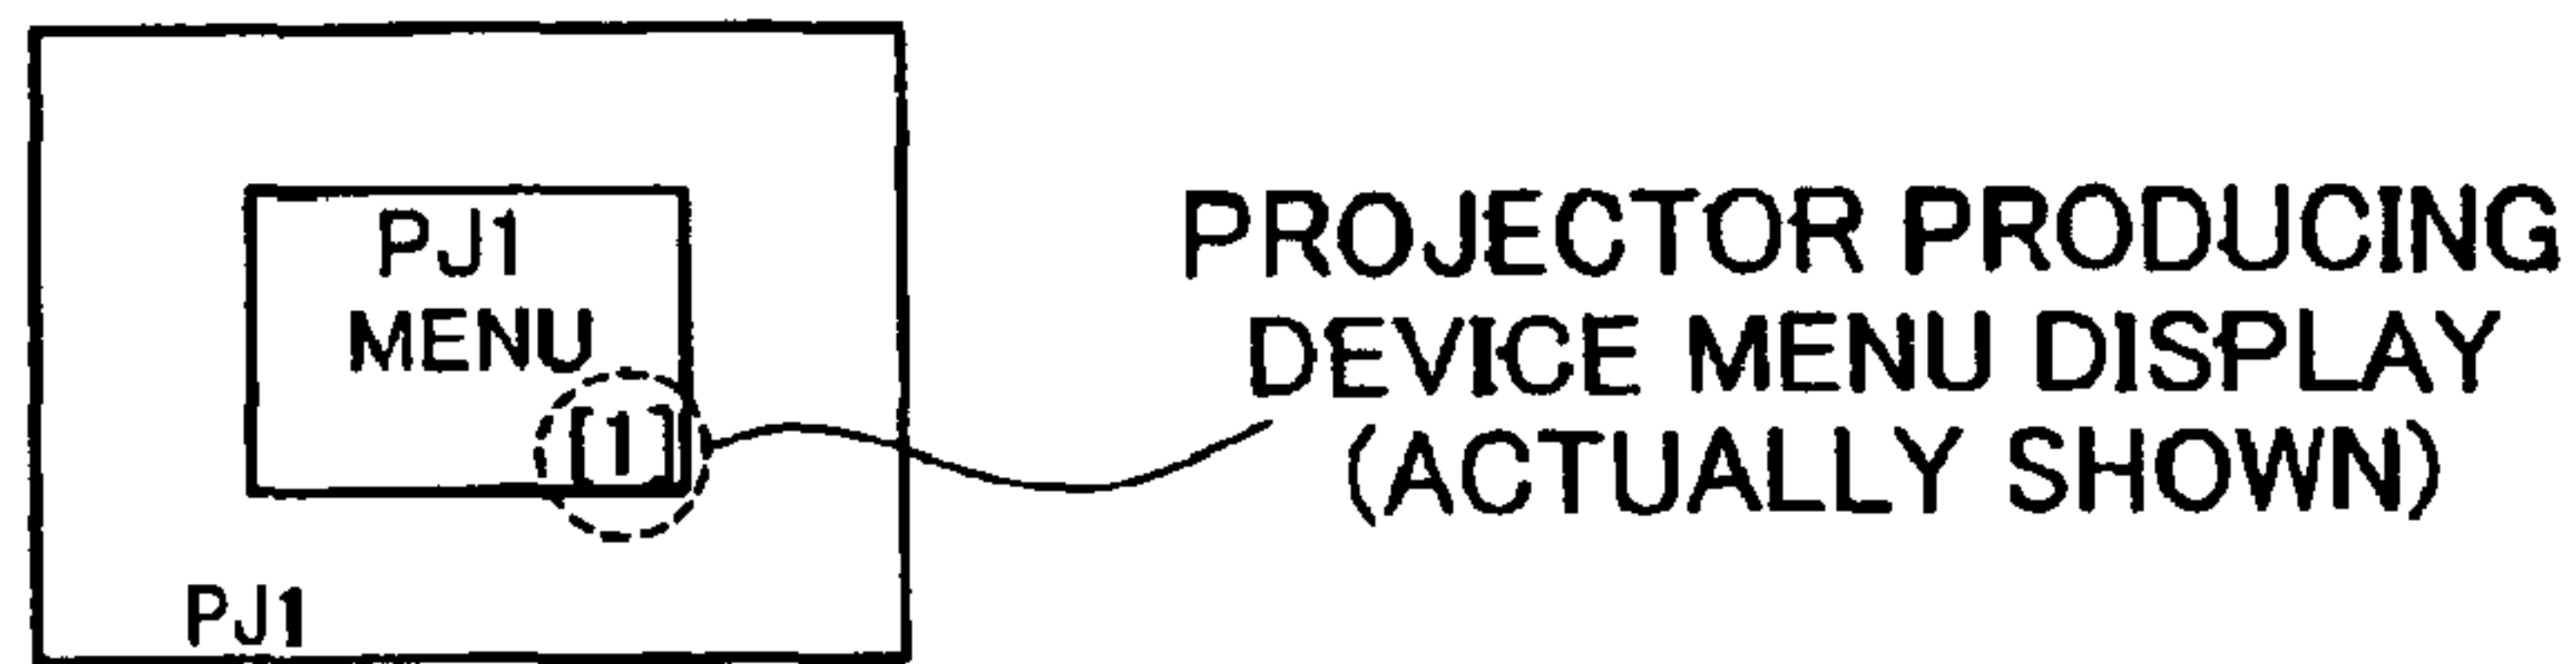 PJ1
MENU
[1]
PJ1
PROJECTOR PRODUCING
DEVICE MENU DISPLAY
(ACTUALLY SHOWN)